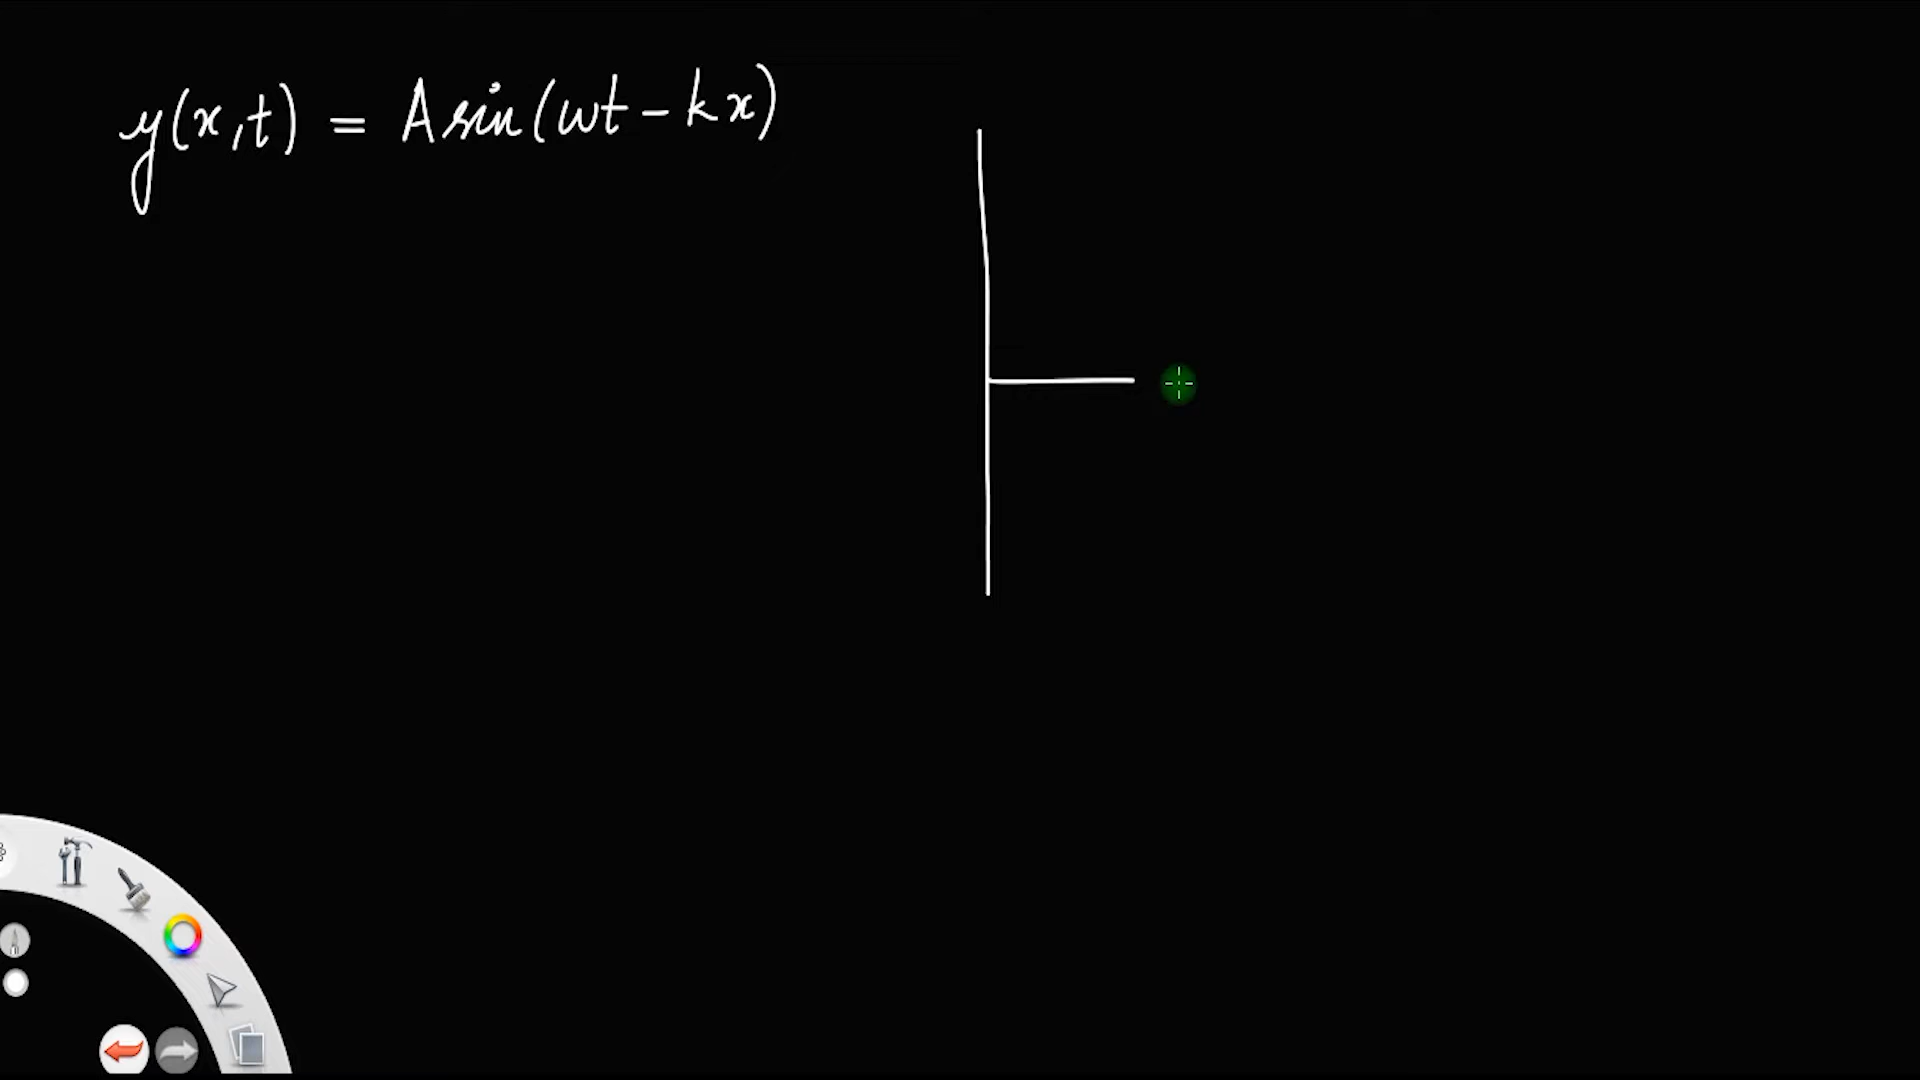 y(x,t) = A sin(ωt - kx)